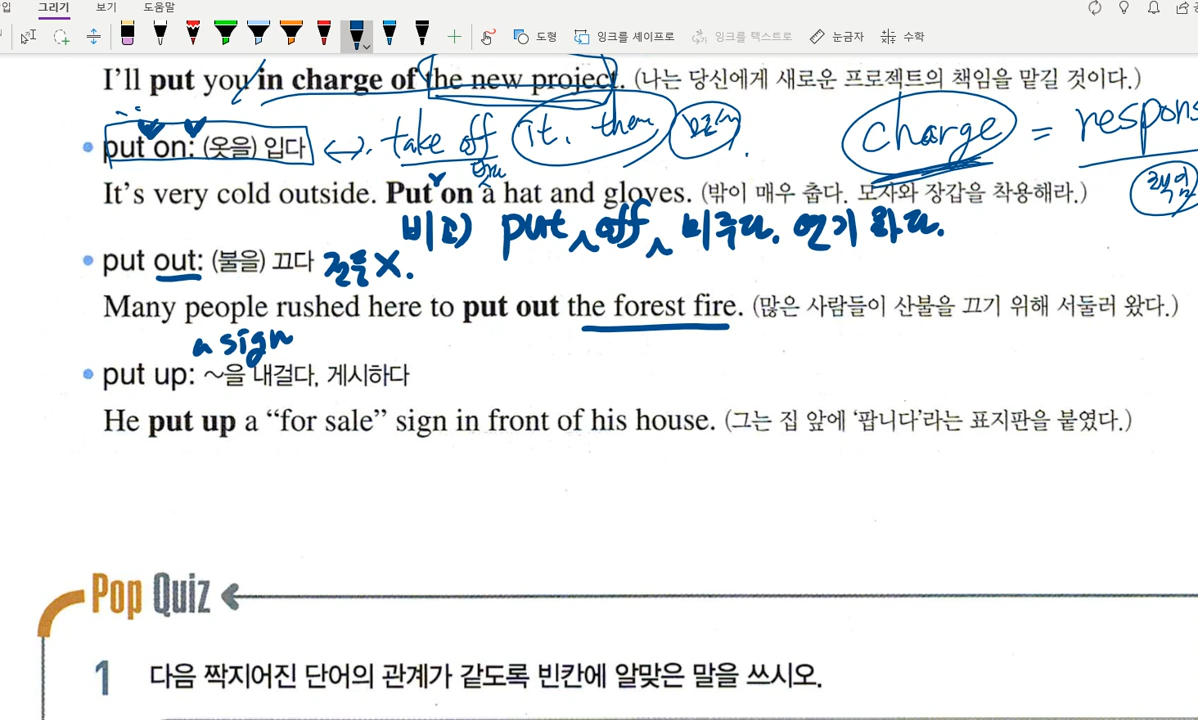 입 그리기 보기 도움말
도형 잉크를 셰이프로 잉크를 텍스트로 눈금자 수학
I'll put you in charge of the new project. (나는 당신에게 새로운 프로젝트의 책임을 맡길 것이다.)
• put on: (옷을) 입다 ↔. take off it. them charge = respons
책임
It's very cold outside. Put on a hat and gloves. (밖이 매우 춥다. 모자와 장갑을 착용해라.)
비교) put off 미루다. 연기하다.
• put out: (불을) 끄다 전등 X.
Many people rushed here to put out the forest fire. (많은 사람들이 산불을 끄기 위해 서둘러 왔다.)
a sign
• put up: ~을 내걸다, 게시하다
He put up a “for sale” sign in front of his house. (그는 집 앞에 ‘팝니다’라는 표지판을 붙였다.)
Pop Quiz
1 다음 짝지어진 단어의 관계가 같도록 빈칸에 알맞은 말을 쓰시오.